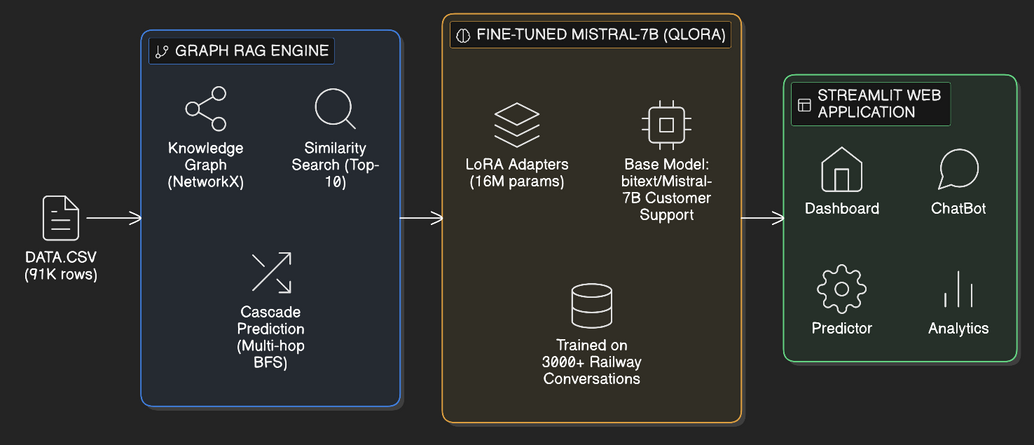 GRAPH RAG ENGINE
Knowledge
Graph
(NetworkX)
Similarity
Search (Top-
10)
Cascade
Prediction
(Multi-hop
BFS)
DATA.CSV
(91K rows)
FINE-TUNED MISTRAL-7B (QLORA)
LoRA Adapters
(16M params)
Base Model:
bitext/Mistral-
7B Customer
Support
Trained on
3000+ Railway
Conversations
STREAMLIT WEB
APPLICATION
Dashboard
ChatBot
Predictor
Analytics